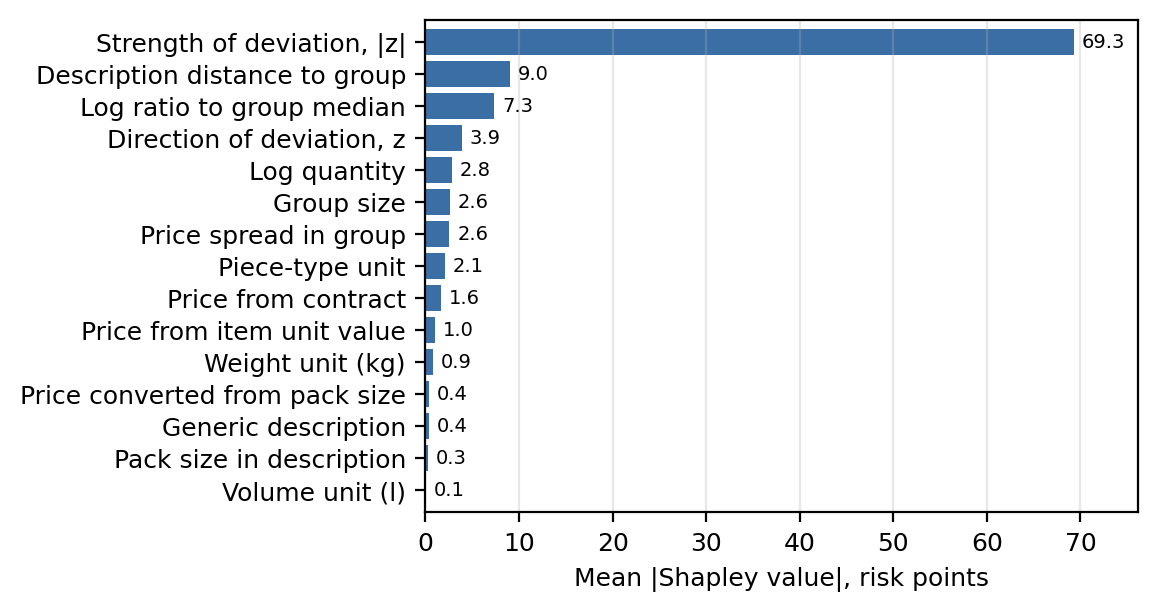 Strength of deviation, |z| 69.3
Description distance to group 9.0
Log ratio to group median 7.3
Direction of deviation, z 3.9
Log quantity 2.8
Group size 2.6
Price spread in group 2.6
Piece-type unit 2.1
Price from contract 1.6
Price from item unit value 1.0
Weight unit (kg) 0.9
Price converted from pack size 0.4
Generic description 0.4
Pack size in description 0.3
Volume unit (l) 0.1
0 10 20 30 40 50 60 70
Mean |Shapley value|, risk points